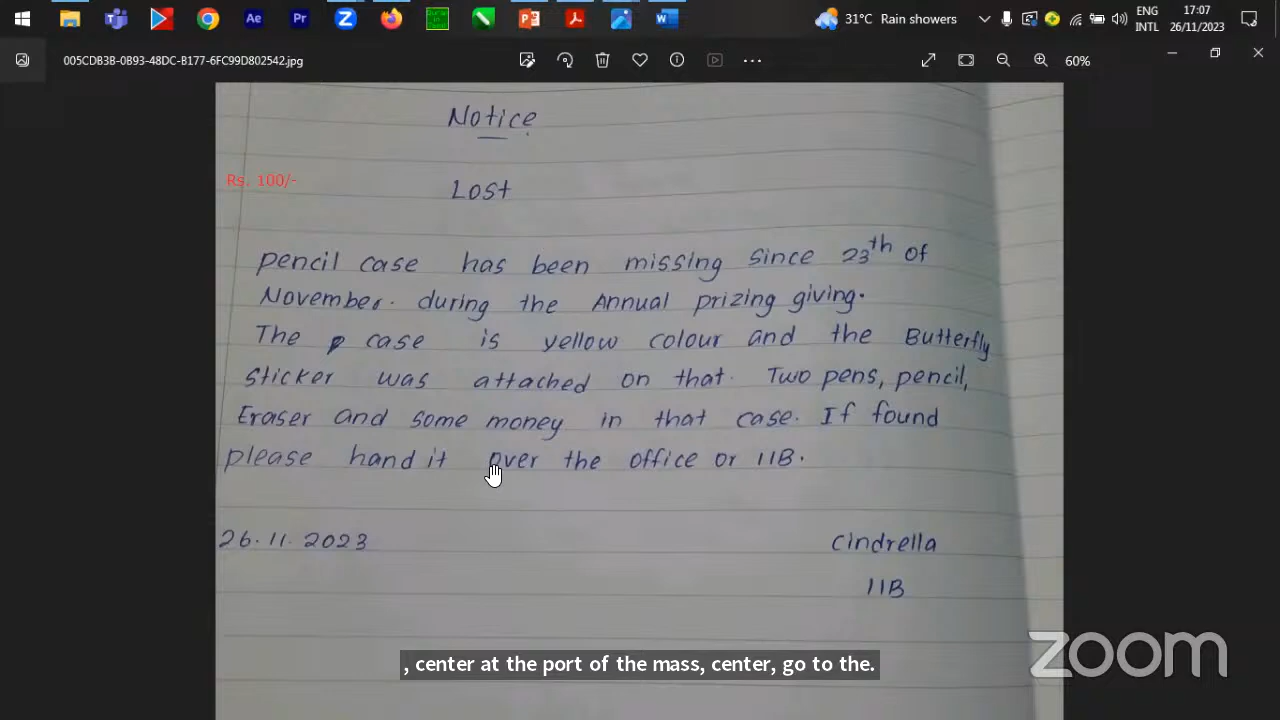 Ae
Pr
31°C Rain showers
ENG
INTL
17:07
26/11/2023
005CDB3B-0B93-48DC-B177-6FC99D802542.jpg
60%
Notice
Rs. 100/-
Lost
pencil case has been missing since 23th of
November. during the Annual prizing giving.
The p case is yellow colour and the Butterfly
sticker was attached on that. Two pens, pencil,
Eraser and some money in that case. If found
please hand it over the office or 11B.
26.11.2023
cindrella
11B
, center at the port of the mass, center, go to the.
zoom